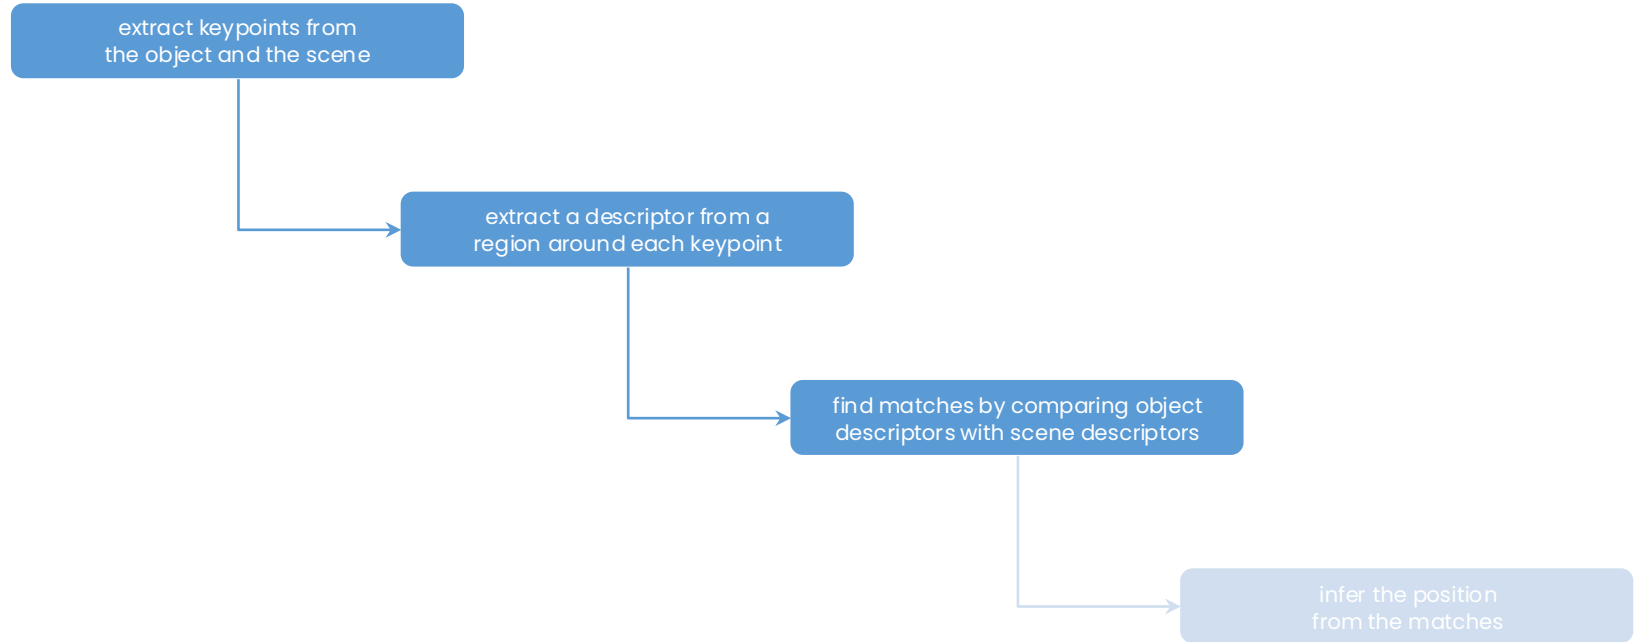 extract keypoints from
the object and the scene
extract a descriptor from a
region around each keypoint
find matches by comparing object
descriptors with scene descriptors
infer the position
from the matches